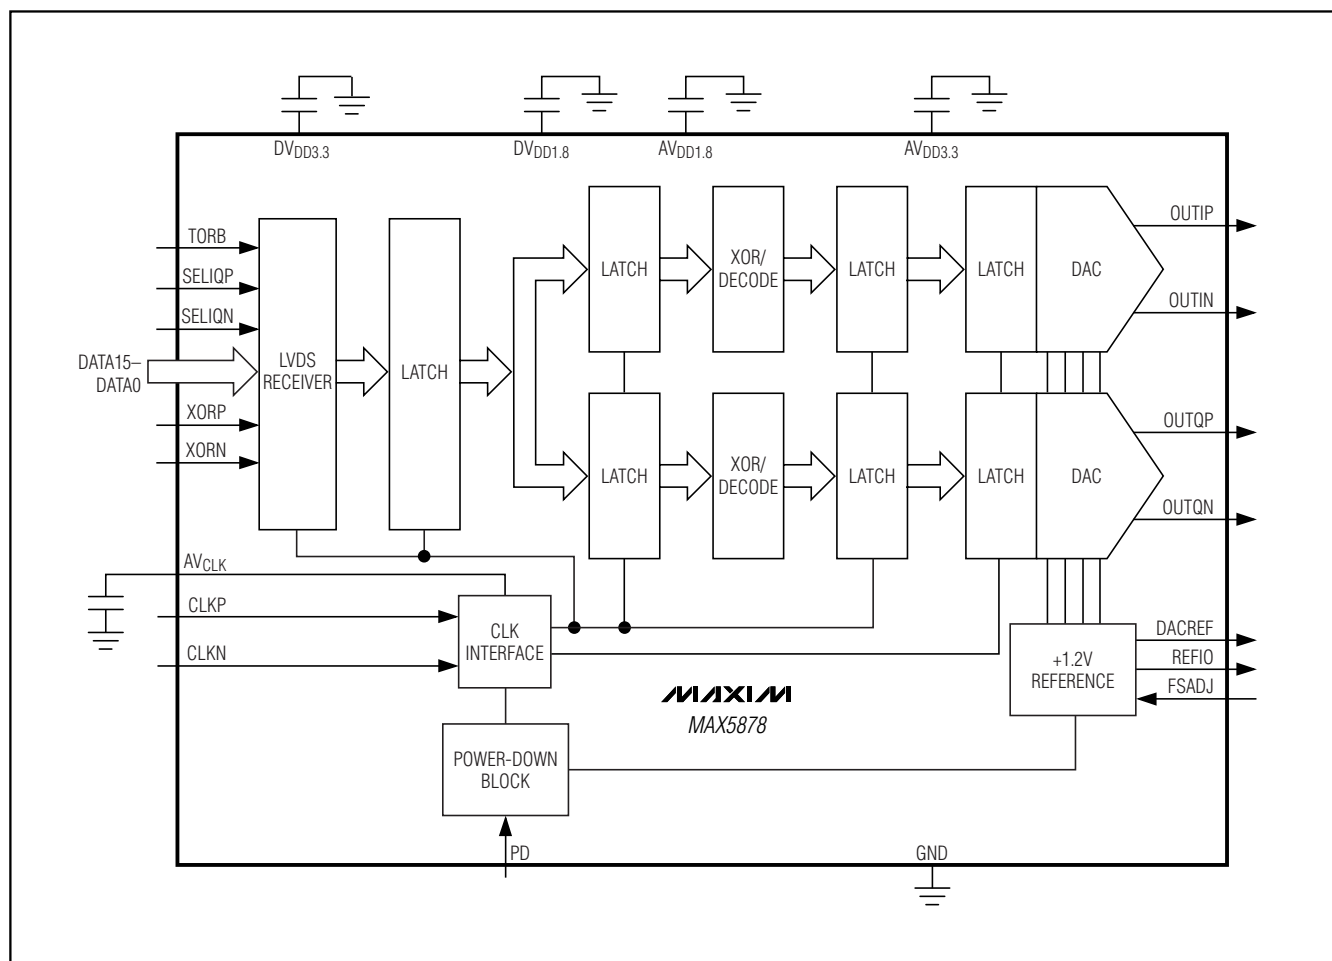 DVDD3.3
DVDD1.8
AVDD1.8
AVDD3.3
TORB
SELIQP
SELIQN
DATA15–
DATA0
XORP
XORN
LVDS
RECEIVER
LATCH
LATCH
XOR/
DECODE
LATCH
LATCH
DAC
OUTIP
OUTIN
LATCH
XOR/
DECODE
LATCH
LATCH
DAC
OUTQP
OUTQN
AVCLK
CLKP
CLKN
CLK
INTERFACE
+1.2V
REFERENCE
DACREF
REFIO
FSADJ
MAXIM
MAX5878
POWER-DOWN
BLOCK
PD
GND